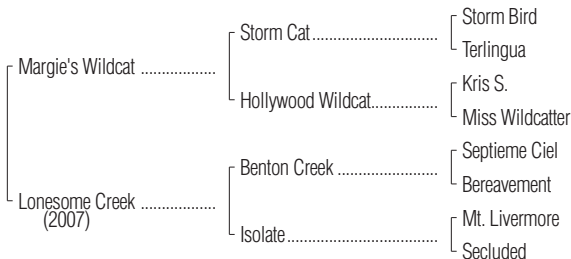 Storm Bird
Storm Cat................................
Terlingua
Margie's Wildcat ...................
Kris S.
Hollywood Wildcat.................
Miss Wildcatter
Septieme Ciel
Benton Creek .........................
Bereavement
Lonesome Creek ...................
(2007)
Mt. Livermore
Isolate......................................
Secluded